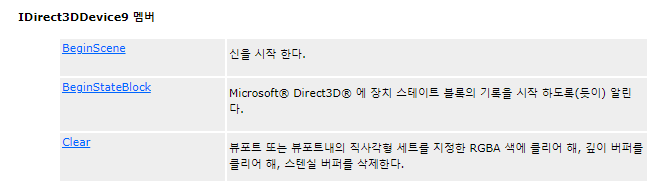 IDirect3DDevice9 멤버
BeginScene
신을 시작 한다.
BeginStateBlock
Microsoft® Direct3D® 에 장치 스테이트 블록의 기록을 시작 하도록(듯이) 알린
다.
Clear
뷰포트 또는 뷰포트내의 직사각형 세트를 지정한 RGBA 색에 클리어 해, 깊이 버퍼를
클리어 해, 스텐실 버퍼를 삭제한다.